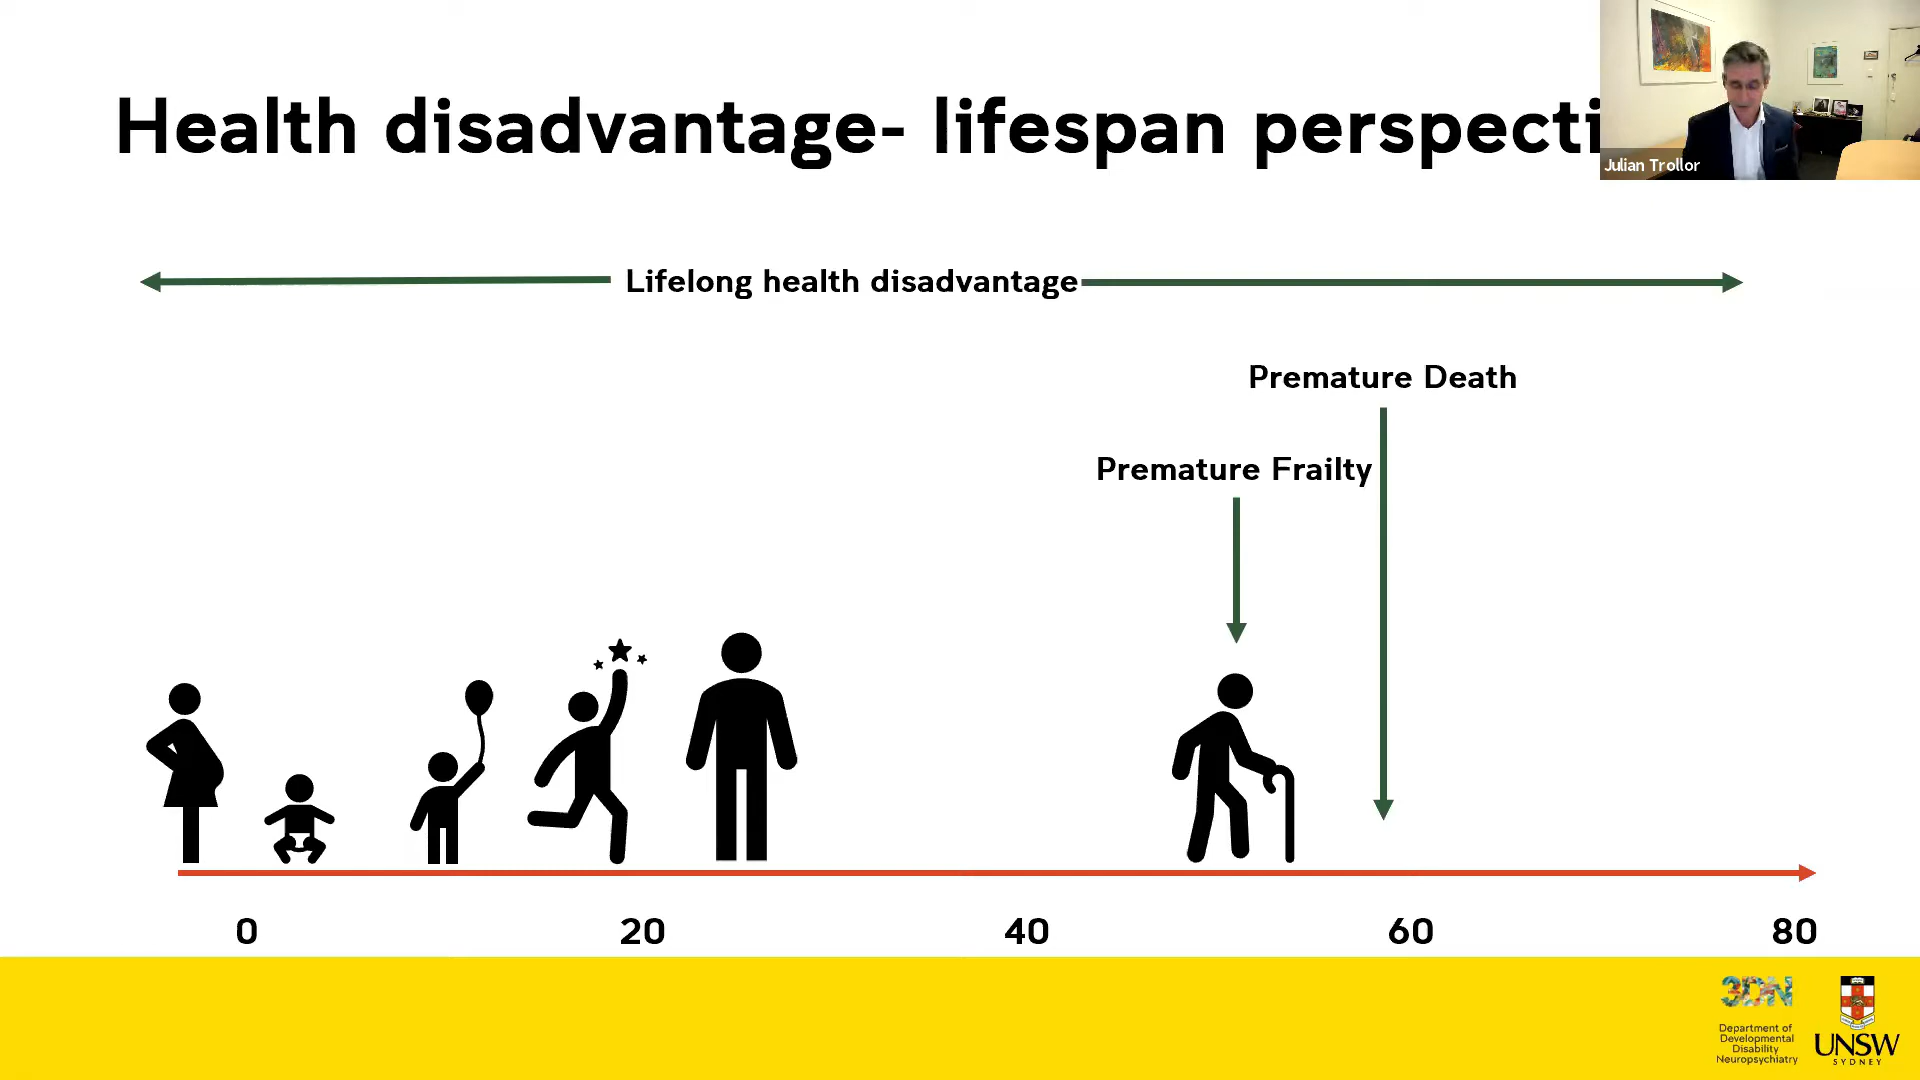 Health disadvantage- lifespan perspecti
Julian Trollor
Lifelong health disadvantage
Premature Death
Premature Frailty
0 20 40 60 80
3DN
Department of
Developmental
Disability
Neuropsychiatry
UNSW
SYDNEY